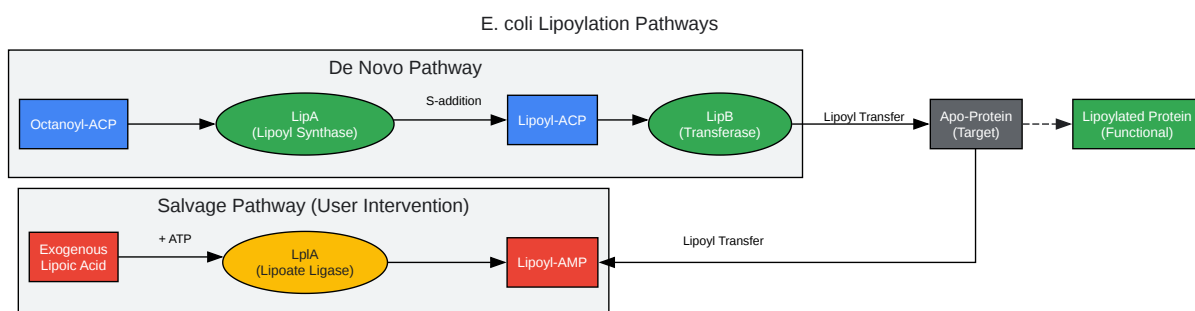 E. coli Lipoylation Pathways
De Novo Pathway
Octanoyl-ACP
LipA
(Lipoyl Synthase)
S-addition
Lipoyl-ACP
LipB
(Transferase)
Lipoyl Transfer
Apo-Protein
(Target)
Lipoylated Protein
(Functional)
Salvage Pathway (User Intervention)
Exogenous
Lipoic Acid
+ ATP
LplA
(Lipoate Ligase)
Lipoyl-AMP
Lipoyl Transfer